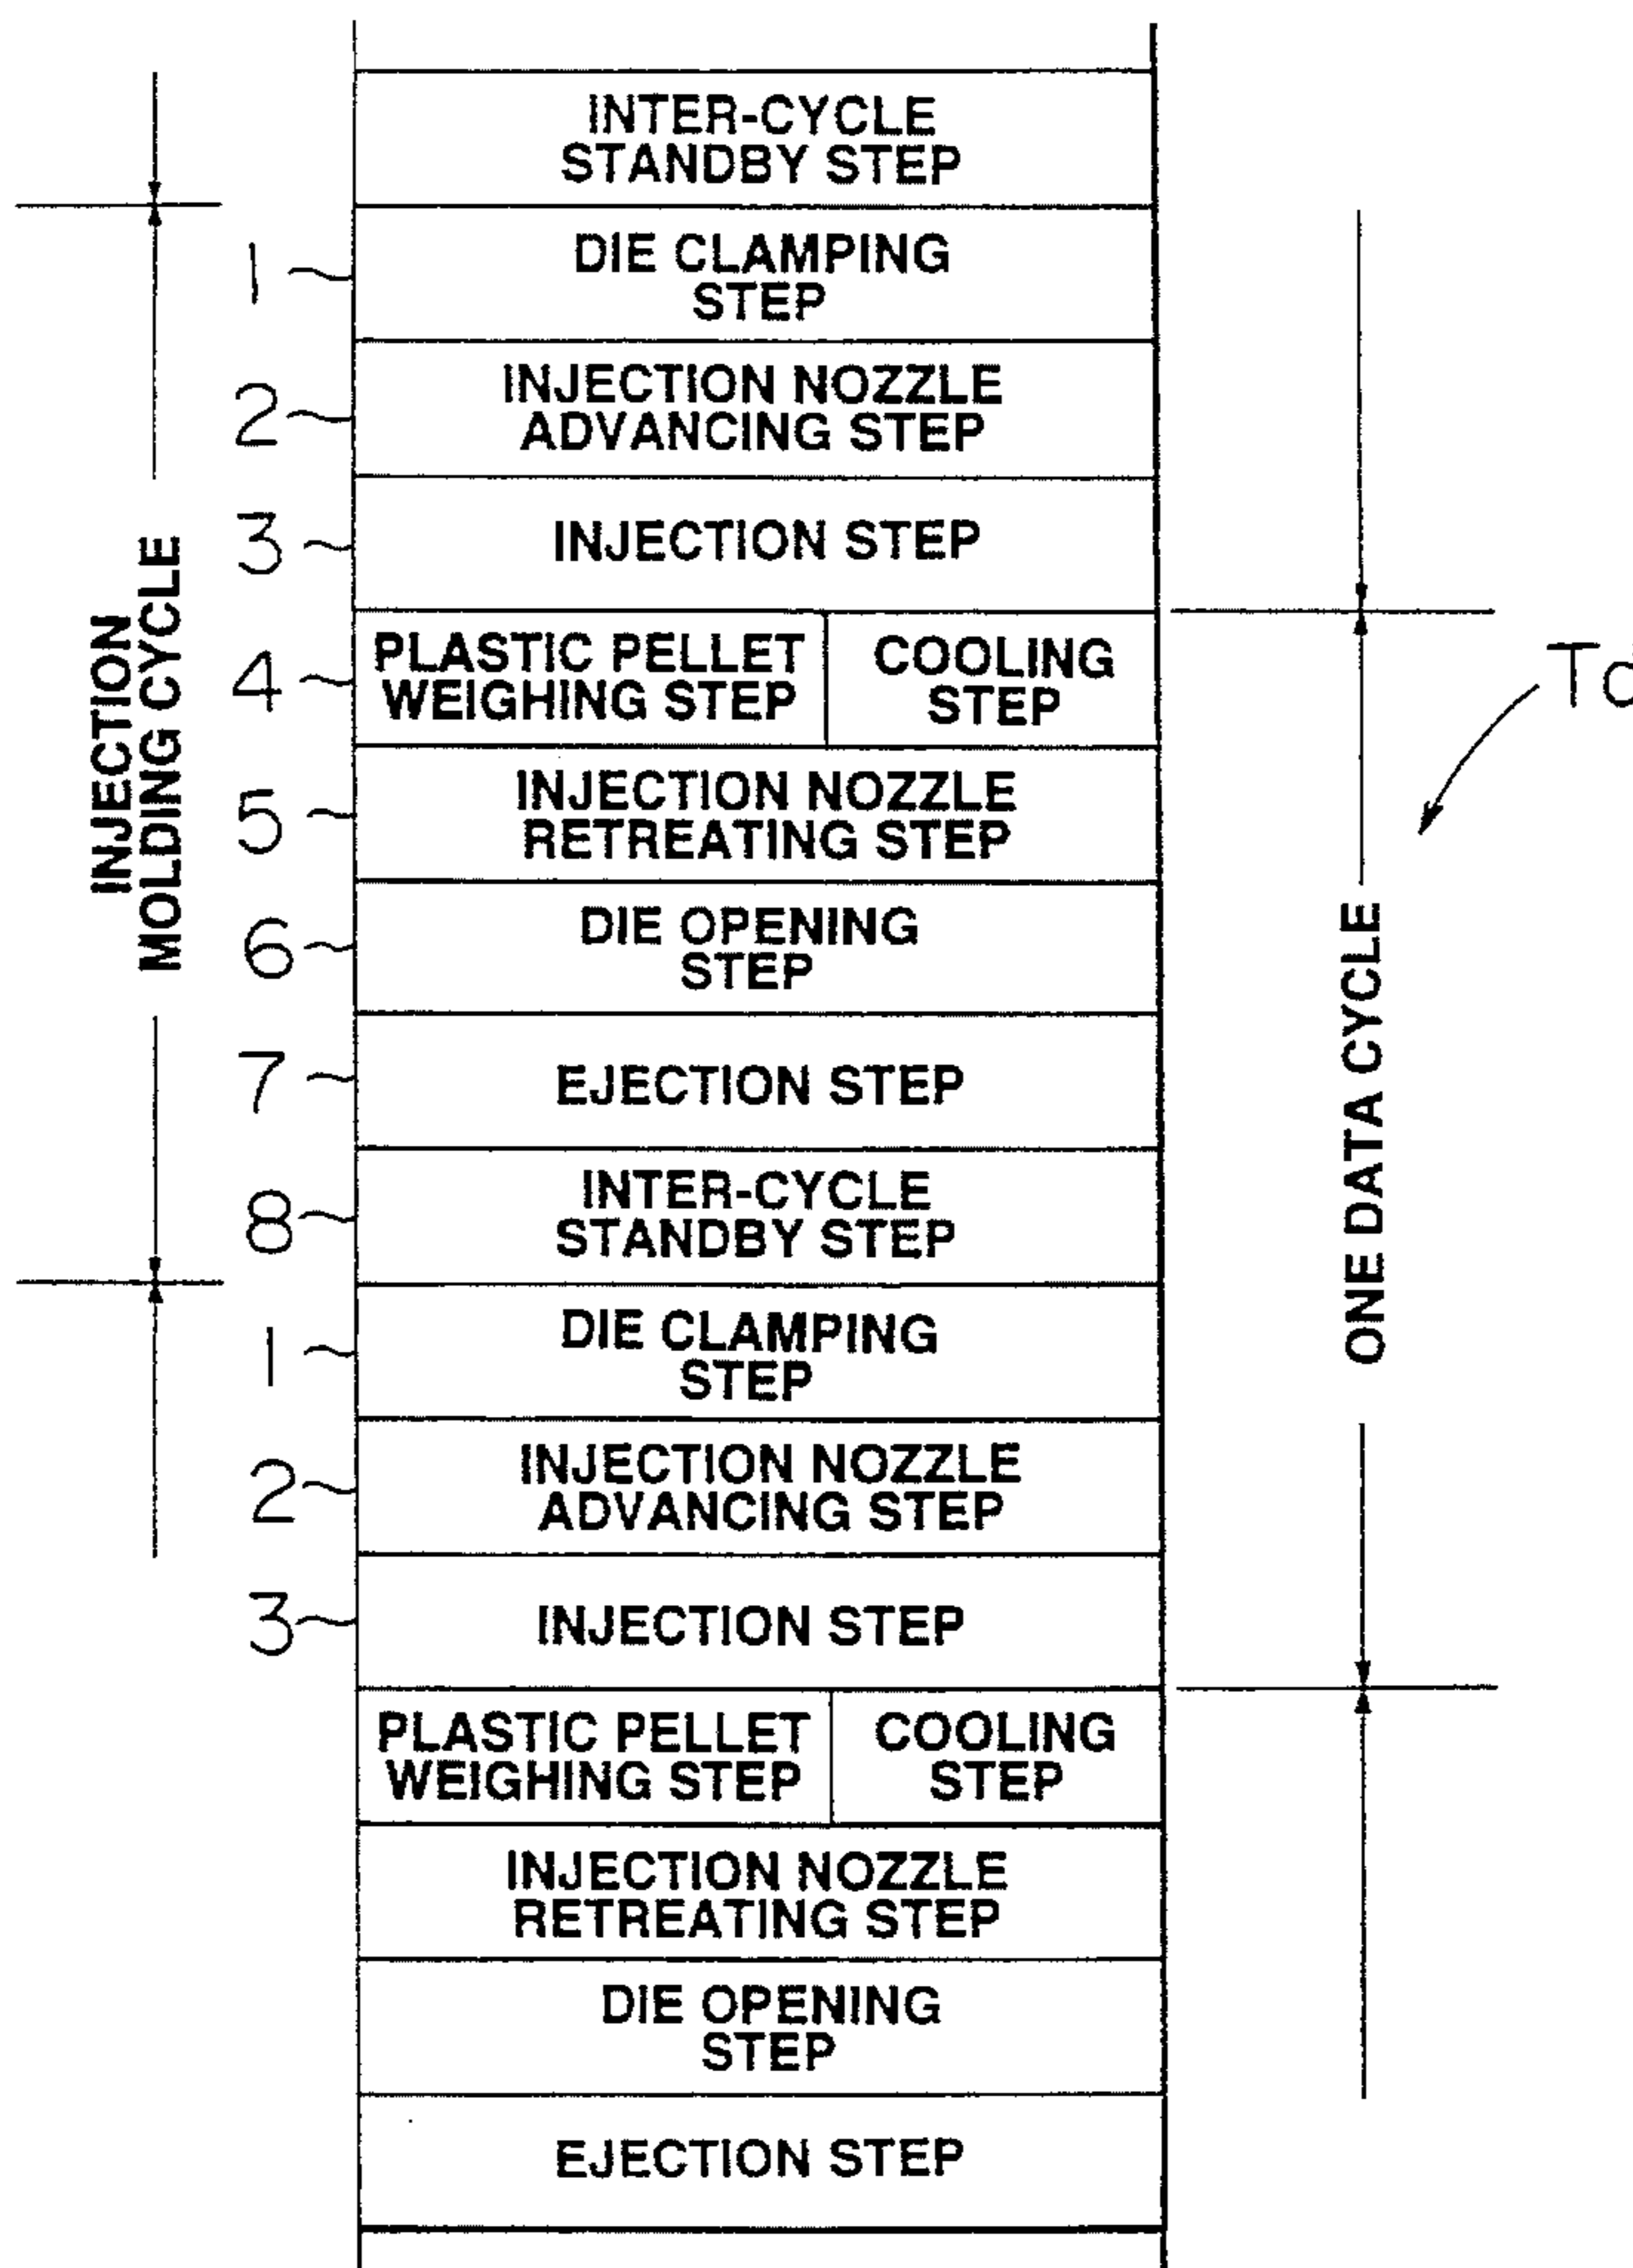 INTER-CYCLE
STANDBY STEP
1
DIE CLAMPING
STEP
2
INJECTION NOZZLE
ADVANCING STEP
3
INJECTION STEP
INJECTION
MOLDING CYCLE
4
PLASTIC PELLET
WEIGHING STEP
COOLING
STEP
Td
5
INJECTION NOZZLE
RETREATING STEP
6
DIE OPENING
STEP
7
EJECTION STEP
ONE DATA CYCLE
8
INTER-CYCLE
STANDBY STEP
1
DIE CLAMPING
STEP
2
INJECTION NOZZLE
ADVANCING STEP
3
INJECTION STEP
PLASTIC PELLET
WEIGHING STEP
COOLING
STEP
INJECTION NOZZLE
RETREATING STEP
DIE OPENING
STEP
EJECTION STEP